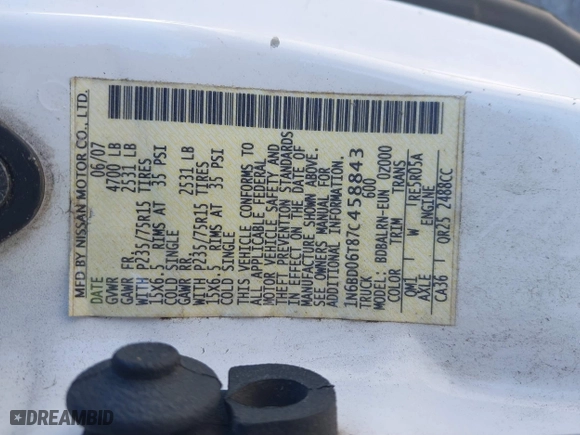 MFD BY NISSAN MOTOR CO., LTD.
DATE 06/07
GVWR 4700 LB
GAWR FR. 2531 LB
WITH P235/75R15 TIRES
15X6.5 RIMS AT 35 PSI
COLD SINGLE
GAWR RR. 2531 LB
WITH P235/75R15 TIRES
15X6.5 RIMS AT 35 PSI
COLD SINGLE
THIS VEHICLE CONFORMS TO
ALL APPLICABLE FEDERAL
MOTOR VEHICLE SAFETY AND
THEFT PREVENTION STANDARDS
IN EFFECT ON THE DATE OF
MANUFACTURE SHOWN ABOVE.
SEE OWNERS MANUAL FOR
ADDITIONAL INFORMATION.
1N6BD06T87C458843
TRUCK 600
MODEL: BDBALRN-EUN 02000
COLOR TRIM TRANS
QM1 W RE5R05A
AXLE ENGINE
CA36 QR25 2488CC
DREAMBID